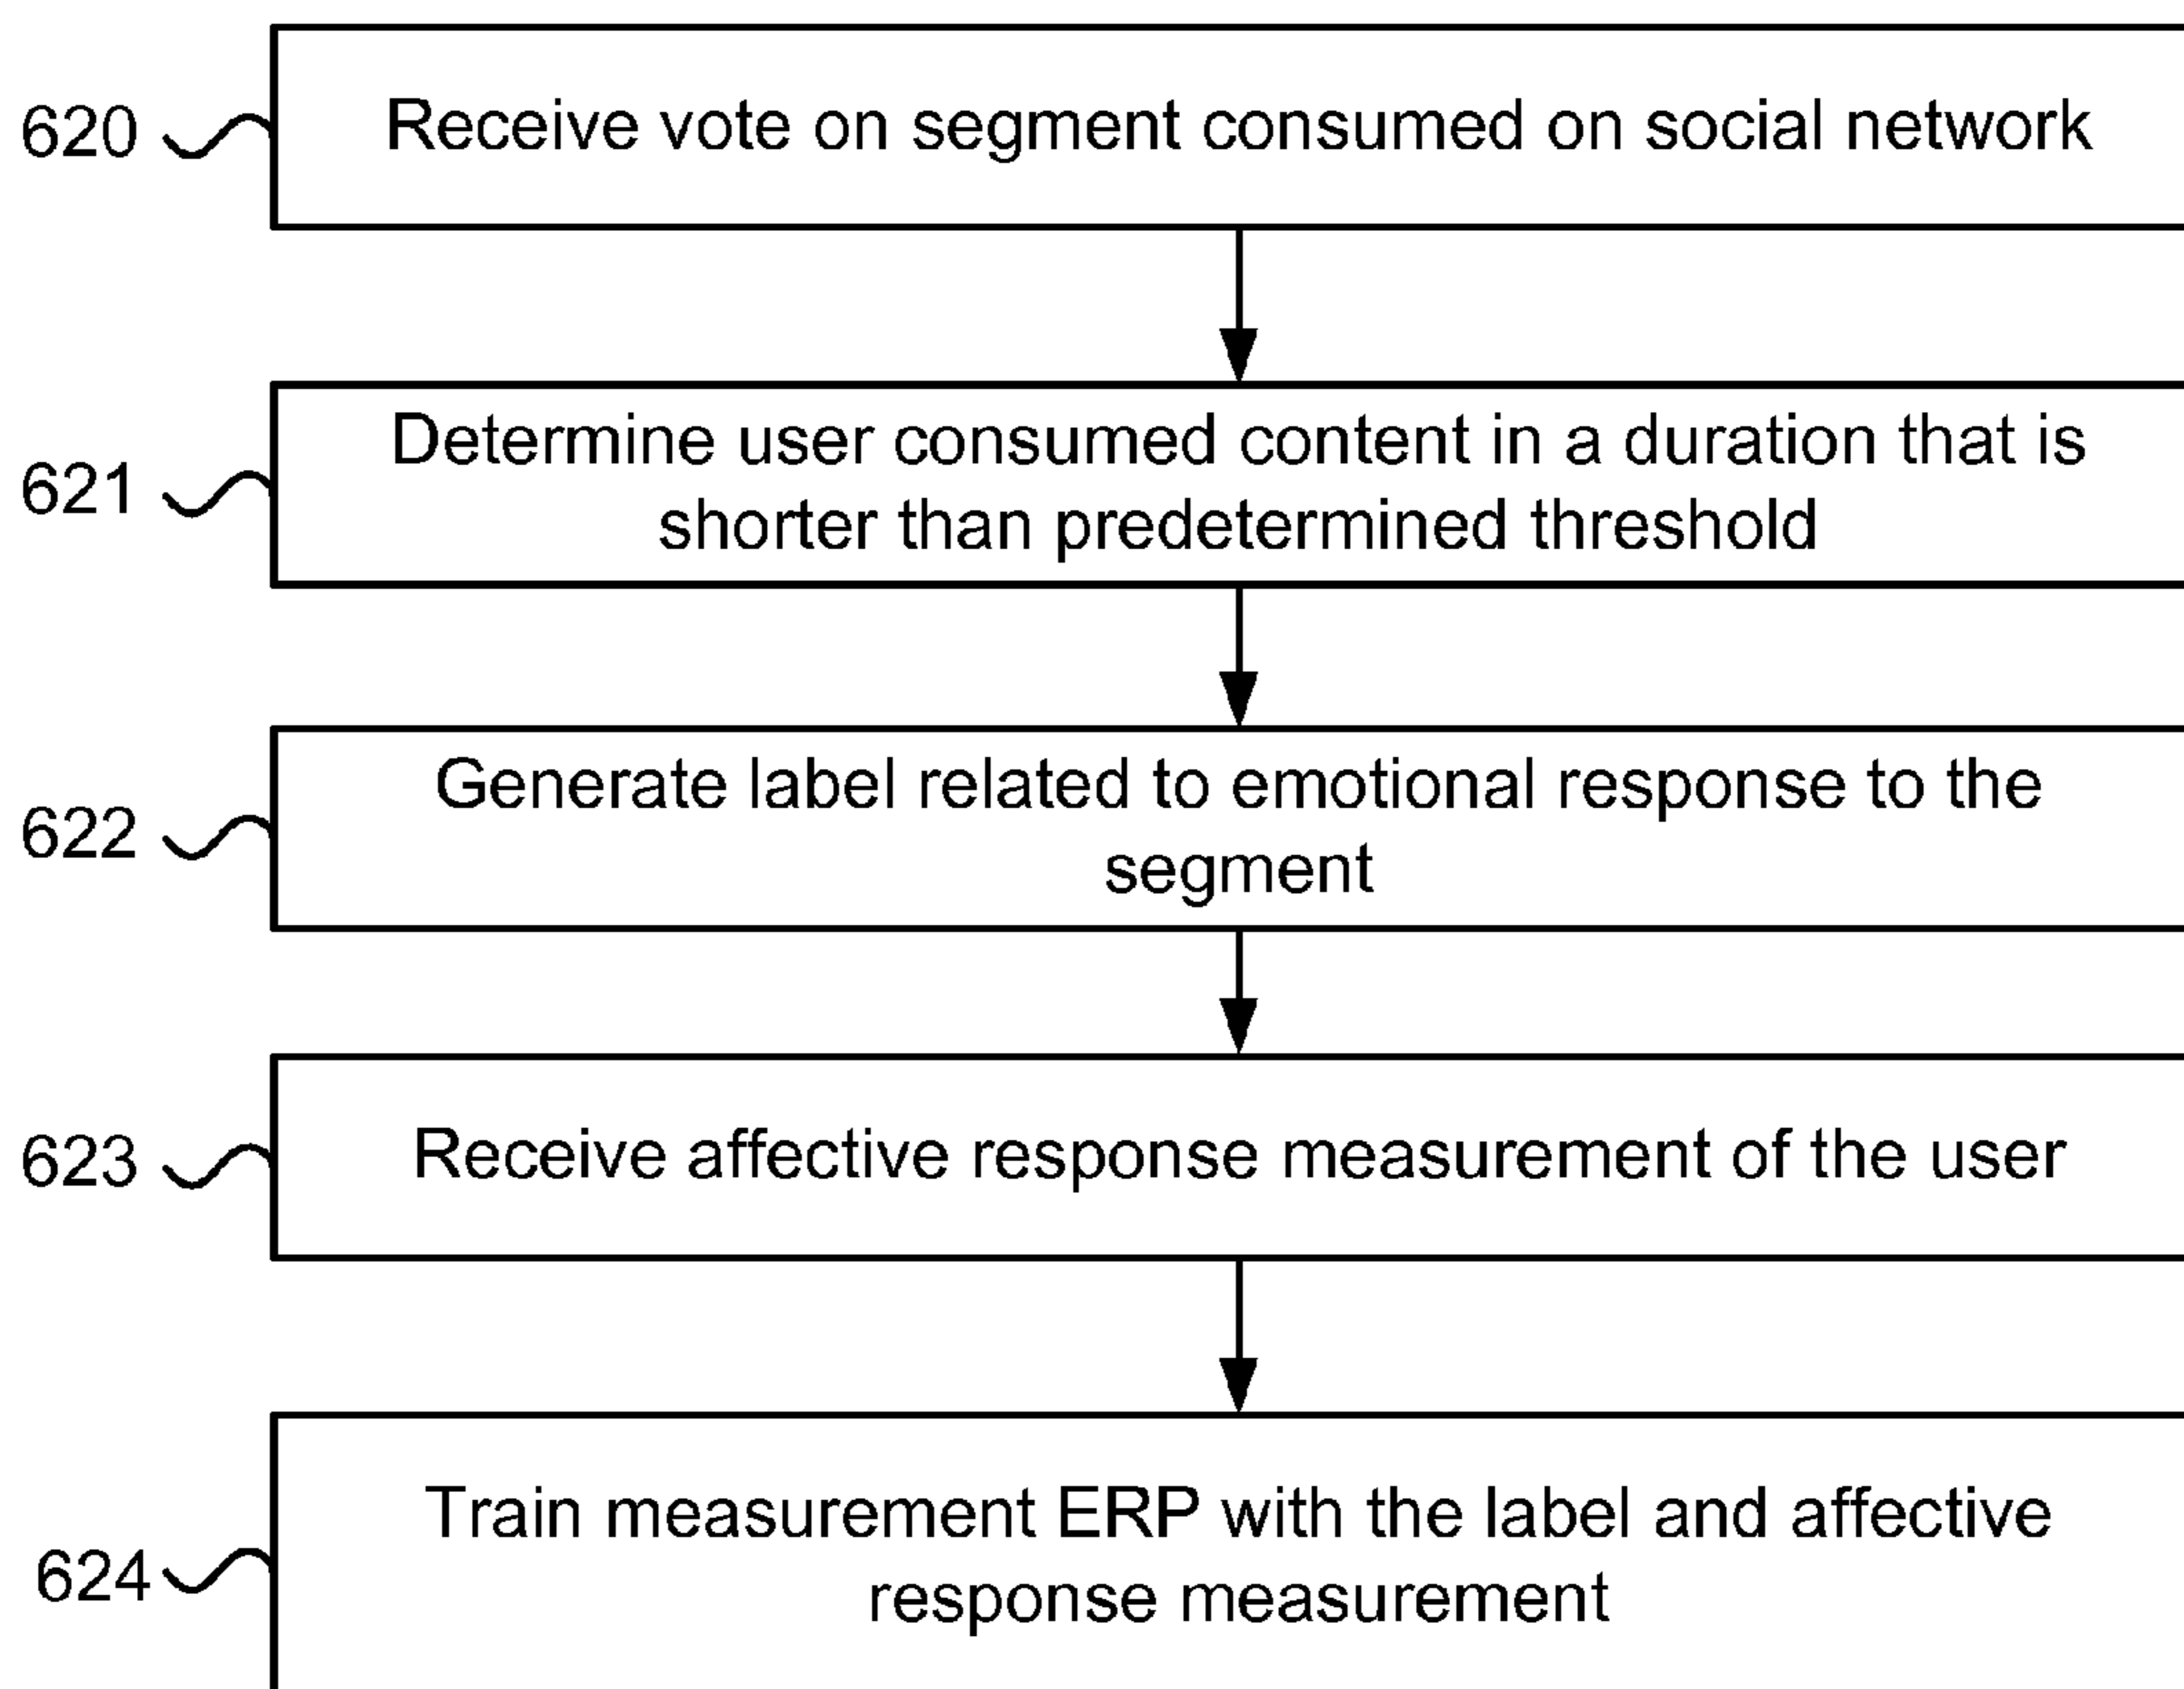 620
Receive vote on segment consumed on social network
621
Determine user consumed content in a duration that is
shorter than predetermined threshold
622
Generate label related to emotional response to the
segment
623
Receive affective response measurement of the user
624
Train measurement ERP with the label and affective
response measurement